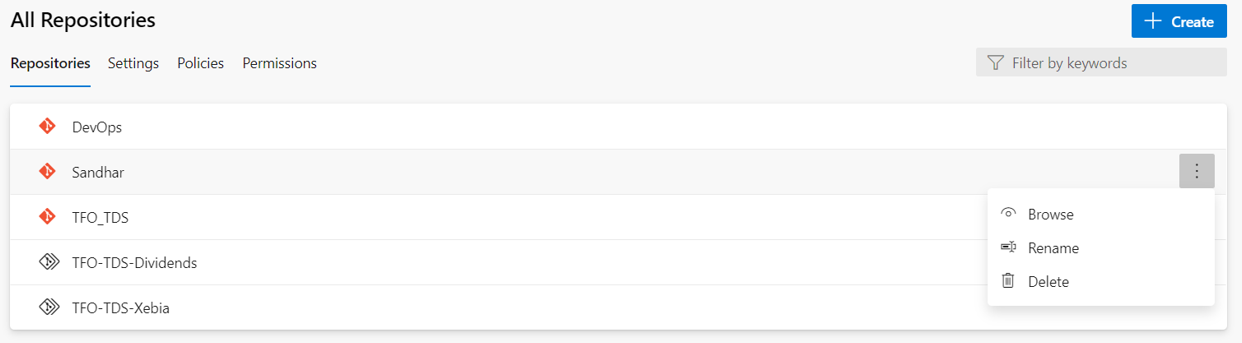 All Repositories
Create
Repositories Settings Policies Permissions
Filter by keywords
DevOps
Sandhar
TFO_TDS
TFO-TDS-Dividends
TFO-TDS-Xebia
Browse
Rename
Delete